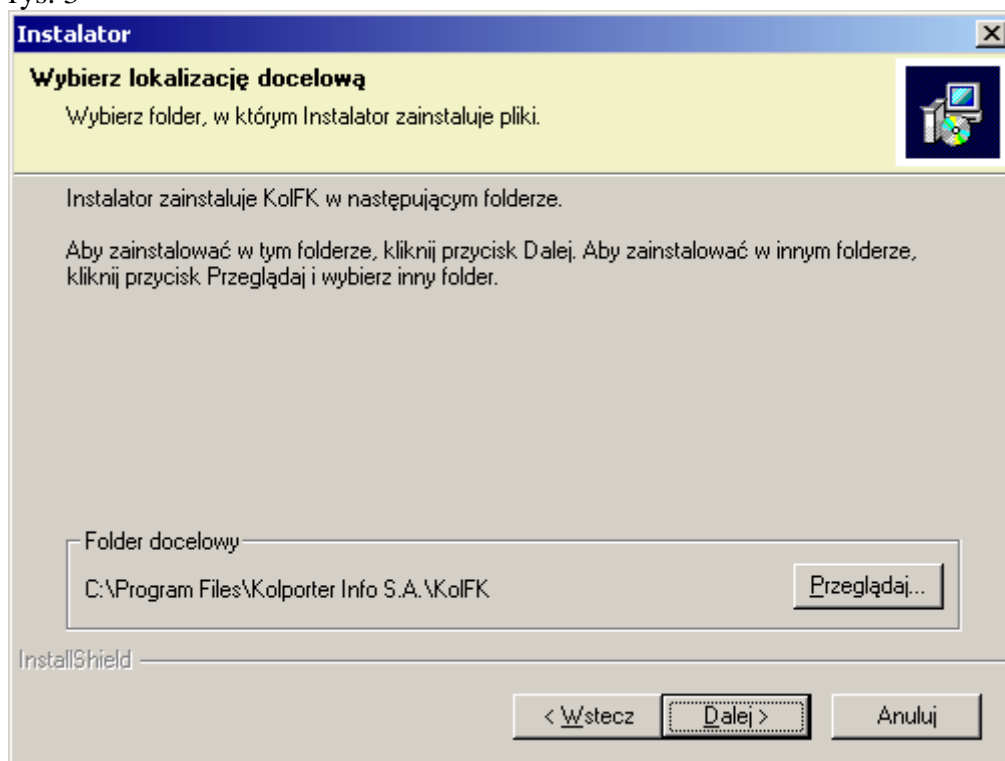 rys. 3
Instalator
Wybierz lokalizację docelową
Wybierz folder, w którym Instalator zainstaluje pliki.
Instalator zainstaluje KolFK w następującym folderze.
Aby zainstalować w tym folderze, kliknij przycisk Dalej. Aby zainstalować w innym folderze,
kliknij przycisk Przeglądaj i wybierz inny folder.
Folder docelowy
C:\Program Files\Kolporter Info S.A.\KolFK
Przeglądaj...
InstallShield
< Wstecz
Dalej >
Anuluj